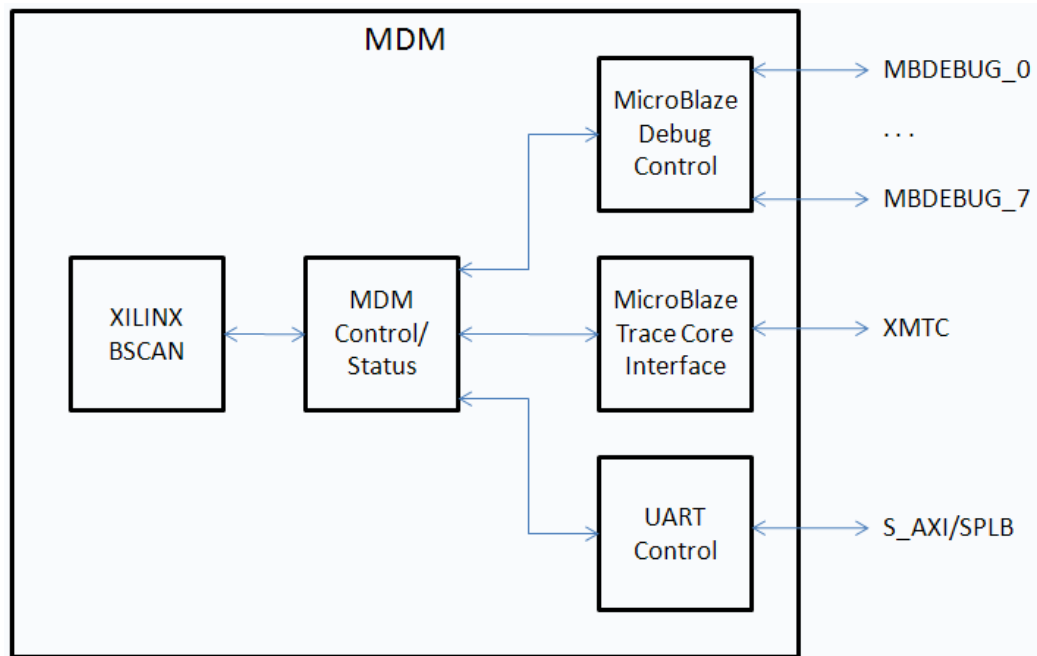 MDM
MicroBlaze
Debug
Control
MBDEBUG_0
. . .
MBDEBUG_7
XILINX
BSCAN
MDM
Control/
Status
MicroBlaze
Trace Core
Interface
XMTC
UART
Control
S_AXI/SPLB